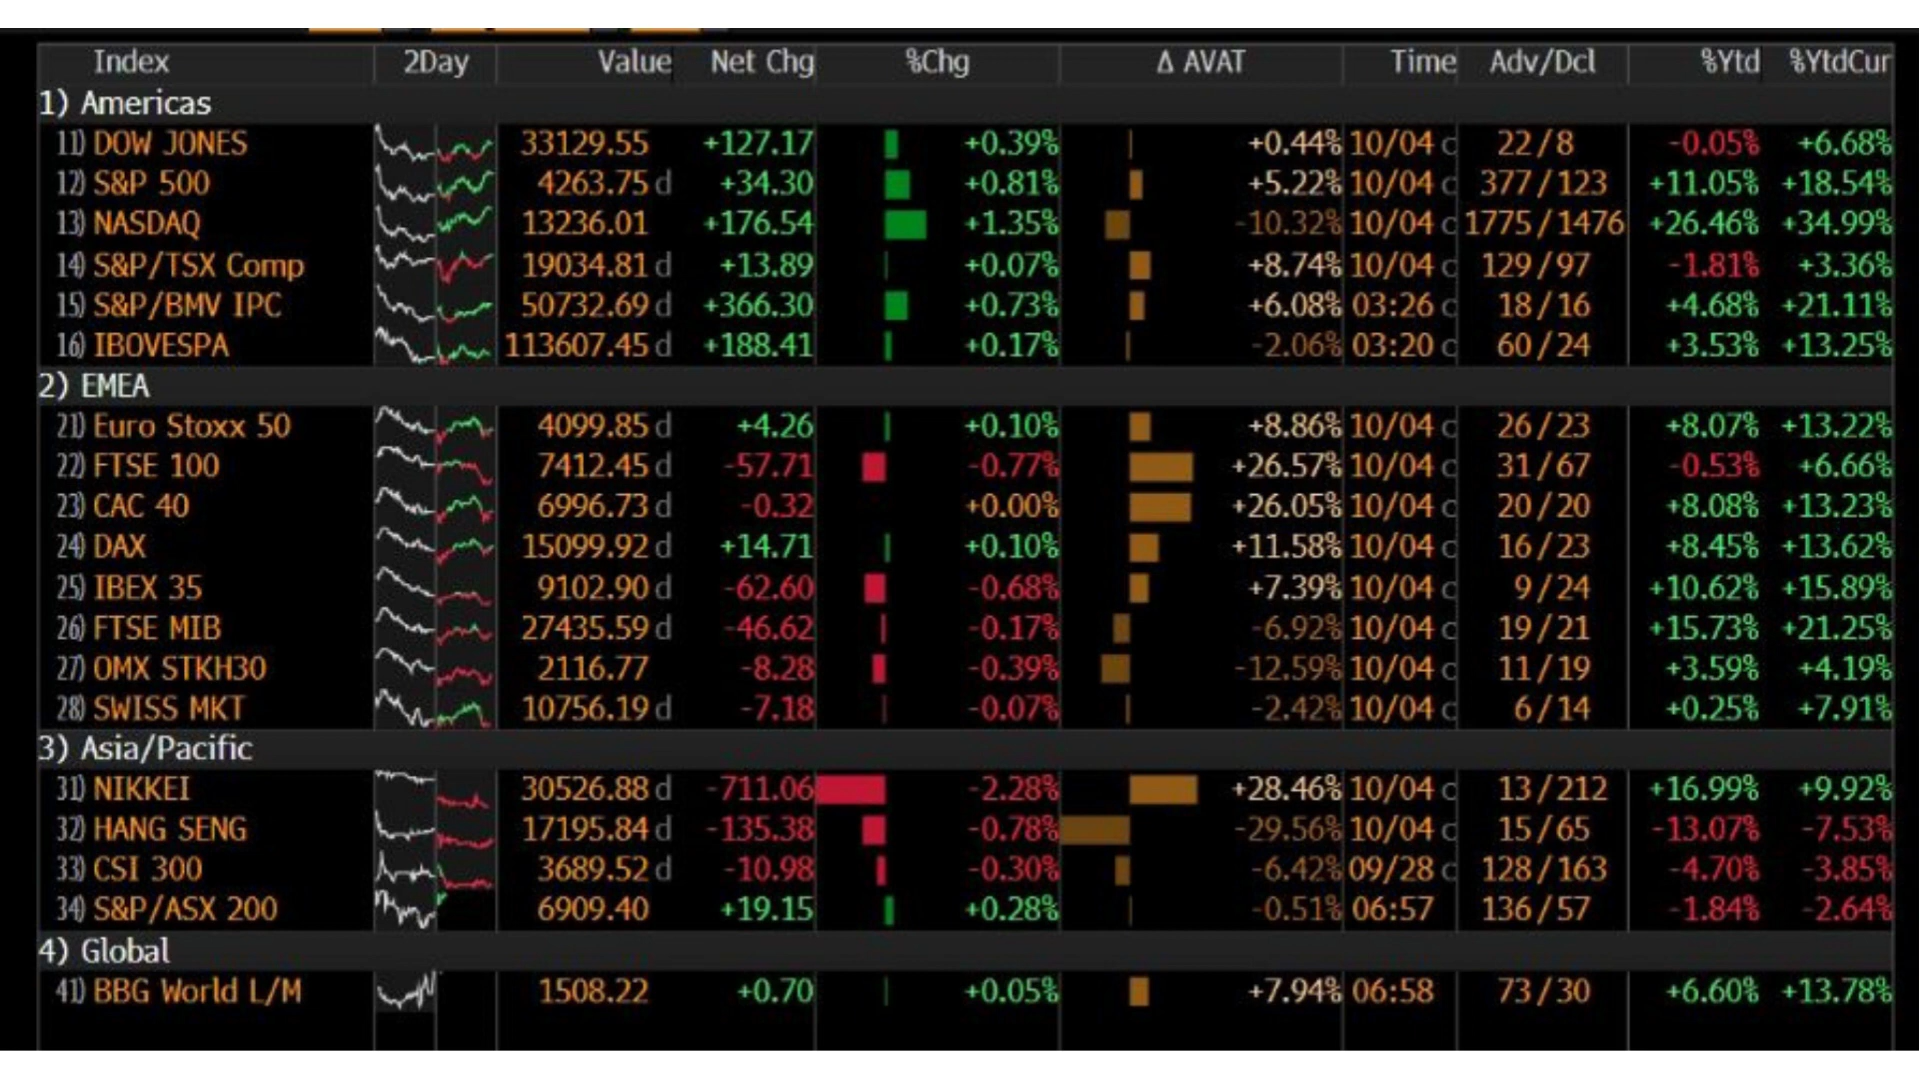 Index 2Day Value Net Chg %Chg Δ AVAT Time Adv/Dcl %Ytd %YtdCur
1) Americas
11) DOW JONES 33129.55 +127.17 +0.39% +0.44% 10/04 c 22/8 -0.05% +6.68%
12) S&P 500 4263.75 d +34.30 +0.81% +5.22% 10/04 c 377/123 +11.05% +18.54%
13) NASDAQ 13236.01 +176.54 +1.35% -10.32% 10/04 c 1775/1476 +26.46% +34.99%
14) S&P/TSX Comp 19034.81 d +13.89 +0.07% +8.74% 10/04 c 129/97 -1.81% +3.36%
15) S&P/BMV IPC 50732.69 d +366.30 +0.73% +6.08% 03:26 c 18/16 +4.68% +21.11%
16) IBOVESPA 113607.45 d +188.41 +0.17% -2.06% 03:20 c 60/24 +3.53% +13.25%
2) EMEA
21) Euro Stoxx 50 4099.85 d +4.26 +0.10% +8.86% 10/04 c 26/23 +8.07% +13.22%
22) FTSE 100 7412.45 d -57.71 -0.77% +26.57% 10/04 c 31/67 -0.53% +6.66%
23) CAC 40 6996.73 d -0.32 +0.00% +26.05% 10/04 c 20/20 +8.08% +13.23%
24) DAX 15099.92 d +14.71 +0.10% +11.58% 10/04 c 16/23 +8.45% +13.62%
25) IBEX 35 9102.90 d -62.60 -0.68% +7.39% 10/04 c 9/24 +10.62% +15.89%
26) FTSE MIB 27435.59 d -46.62 -0.17% -6.92% 10/04 c 19/21 +15.73% +21.25%
27) OMX STKH30 2116.77 -8.28 -0.39% -12.59% 10/04 c 11/19 +3.59% +4.19%
28) SWISS MKT 10756.19 d -7.18 -0.07% -2.42% 10/04 c 6/14 +0.25% +7.91%
3) Asia/Pacific
31) NIKKEI 30526.88 d -711.06 -2.28% +28.46% 10/04 c 13/212 +16.99% +9.92%
32) HANG SENG 17195.84 d -135.38 -0.78% -29.56% 10/04 c 15/65 -13.07% -7.53%
33) CSI 300 3689.52 d -10.98 -0.30% -6.42% 09/28 c 128/163 -4.70% -3.85%
34) S&P/ASX 200 6909.40 +19.15 +0.28% -0.51% 06:57 136/57 -1.84% -2.64%
4) Global
41) BBG World L/M 1508.22 +0.70 +0.05% +7.94% 06:58 73/30 +6.60% +13.78%